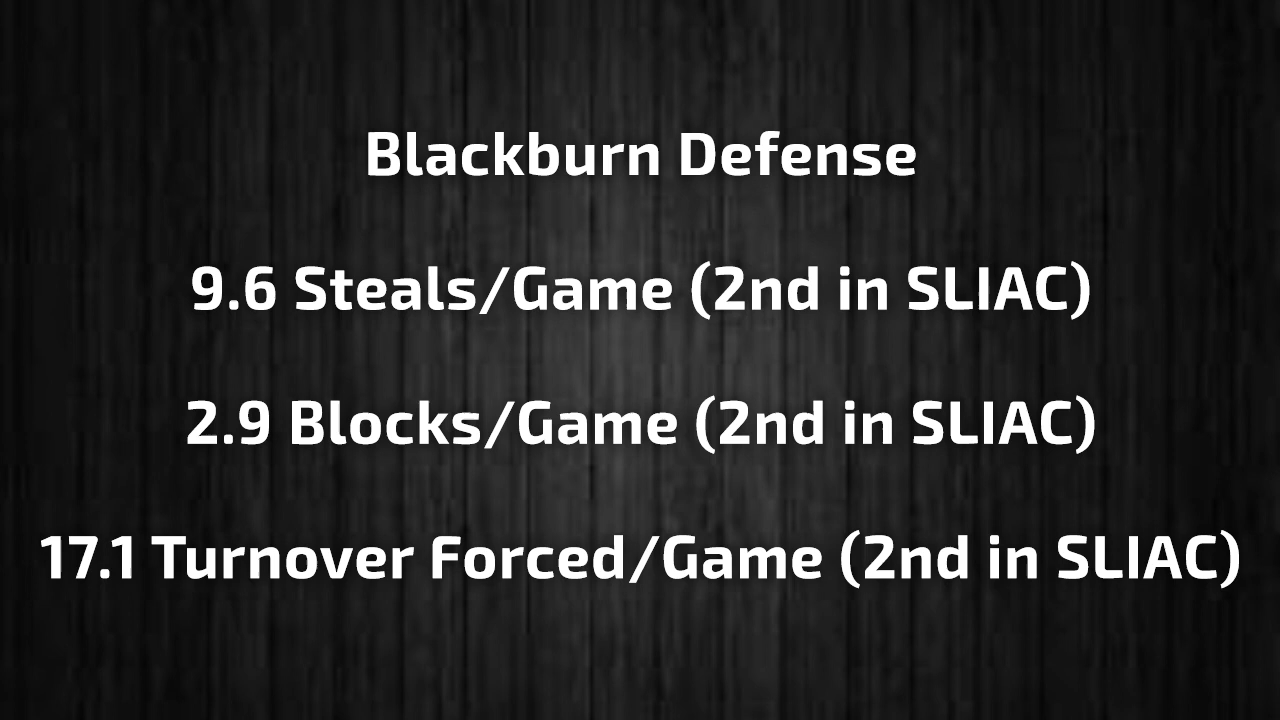 Blackburn Defense
9.6 Steals/Game (2nd in SLIAC)
2.9 Blocks/Game (2nd in SLIAC)
17.1 Turnover Forced/Game (2nd in SLIAC)